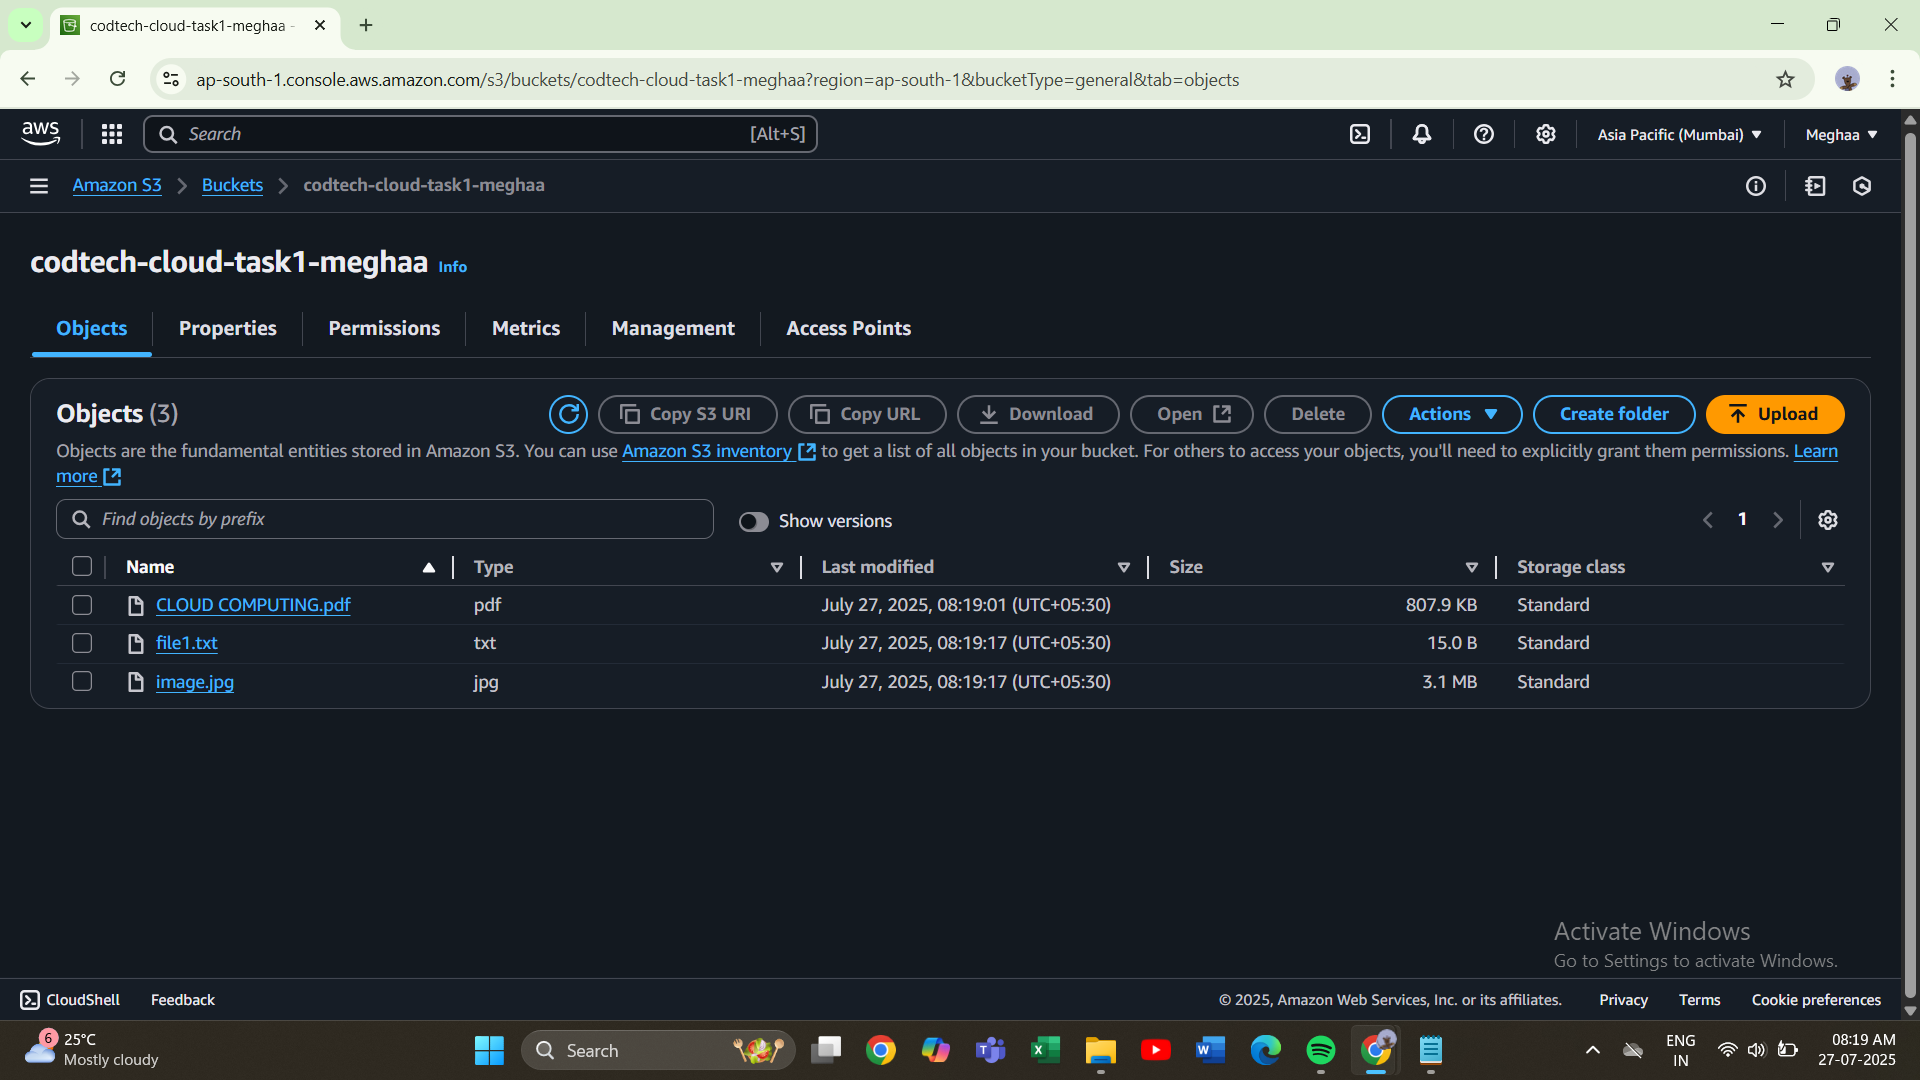 codtech-cloud-task1-meghaa -
ap-south-1.console.aws.amazon.com/s3/buckets/codtech-cloud-task1-meghaa?region=ap-south-1&bucketType=general&tab=objects
aws
Search [Alt+S]
Asia Pacific (Mumbai)
Meghaa
Amazon S3 > Buckets > codtech-cloud-task1-meghaa
codtech-cloud-task1-meghaa Info
Objects Properties Permissions Metrics Management Access Points
Objects (3)
Copy S3 URI Copy URL Download Open Delete Actions Create folder Upload
Objects are the fundamental entities stored in Amazon S3. You can use Amazon S3 inventory to get a list of all objects in your bucket. For others to access your objects, you'll need to explicitly grant them permissions. Learn
more
Find objects by prefix
Show versions
1
Name Type Last modified Size Storage class
CLOUD COMPUTING.pdf pdf July 27, 2025, 08:19:01 (UTC+05:30) 807.9 KB Standard
file1.txt txt July 27, 2025, 08:19:17 (UTC+05:30) 15.0 B Standard
image.jpg jpg July 27, 2025, 08:19:17 (UTC+05:30) 3.1 MB Standard
Activate Windows
Go to Settings to activate Windows.
CloudShell Feedback © 2025, Amazon Web Services, Inc. or its affiliates. Privacy Terms Cookie preferences
6
25°C
Mostly cloudy
Search
ENG
IN
08:19 AM
27-07-2025